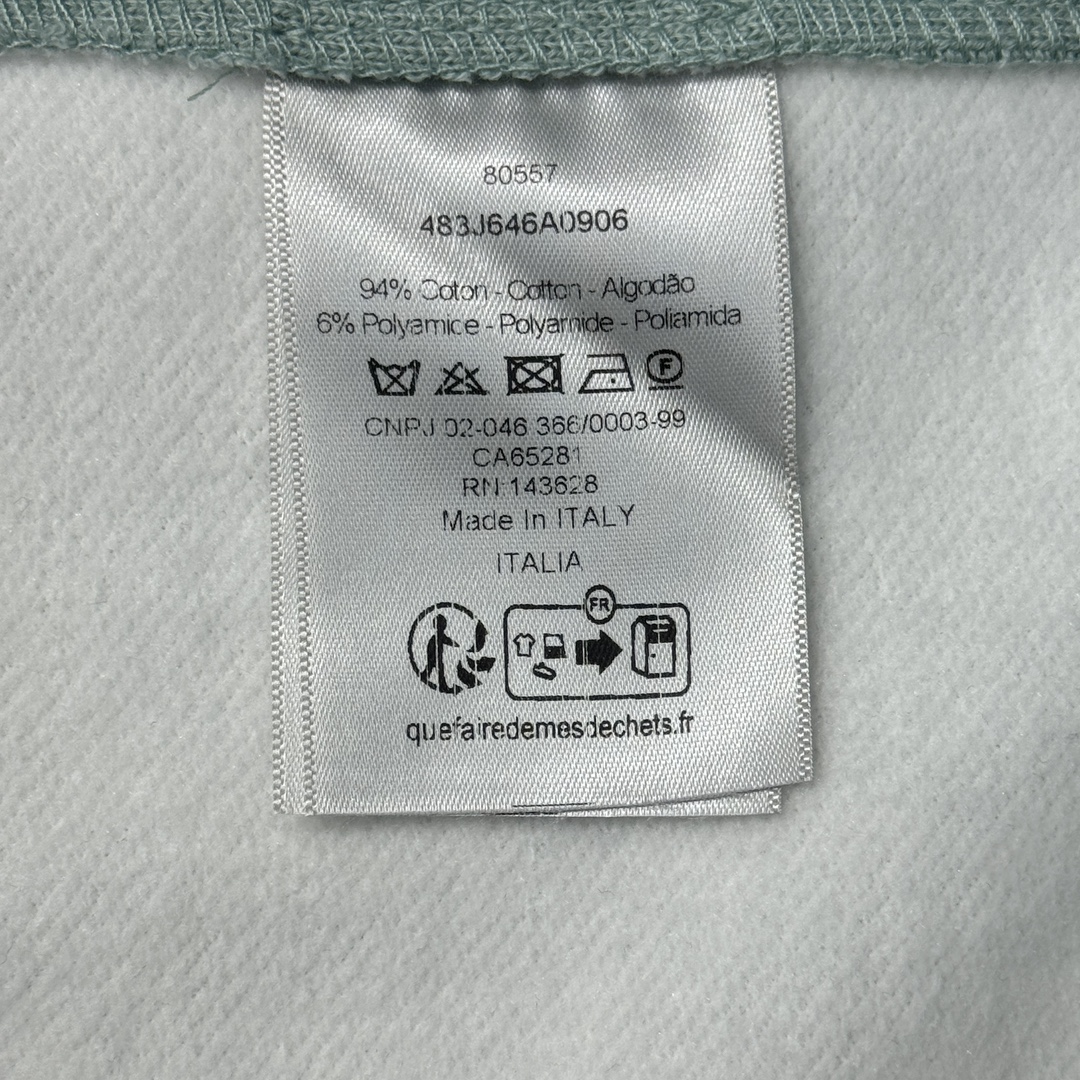 80557
483J646A0906
94% Coton - Cotton - Algodão
6% Polyamide - Polyamide - Poliamida
F
CNPJ 02-046 366/0003-99
CA65281
RN 143628
Made In ITALY
ITALIA
FR
quefairedemesdechets.fr